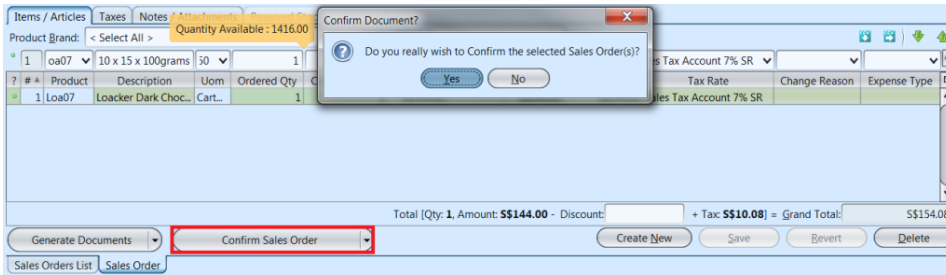 Items / Articles Taxes Notes / Attachments Reserved
Quantity Available : 1416.00
Confirm Document?
Product Brand: < Select All >
Do you really wish to Confirm the selected Sales Order(s)?
Yes No
1 oa07 10 x 15 x 100grams 50 1 s Tax Account 7% SR
? # Product Description Uom Ordered Qty C Tax Rate Change Reason Expense Type
1 Loa07 Loacker Dark Choc... Cart... 1 ales Tax Account 7% SR
Total [Qty: 1, Amount: S$144.00 - Discount: + Tax: S$10.08] = Grand Total: S$154.08
Generate Documents Confirm Sales Order Create New Save Revert Delete
Sales Orders List Sales Order